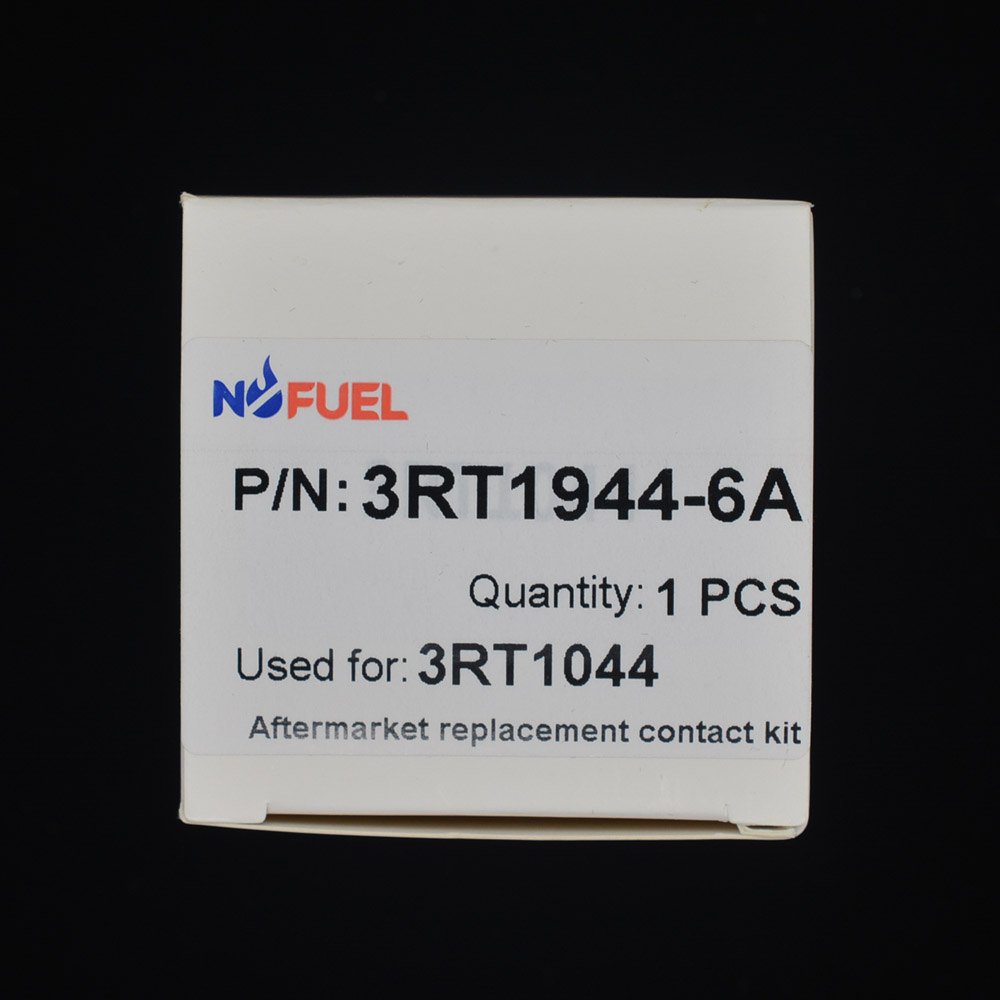 NOFUEL
P/N: 3RT1944-6A
Quantity: 1 PCS
Used for: 3RT1044
Aftermarket replacement contact kit